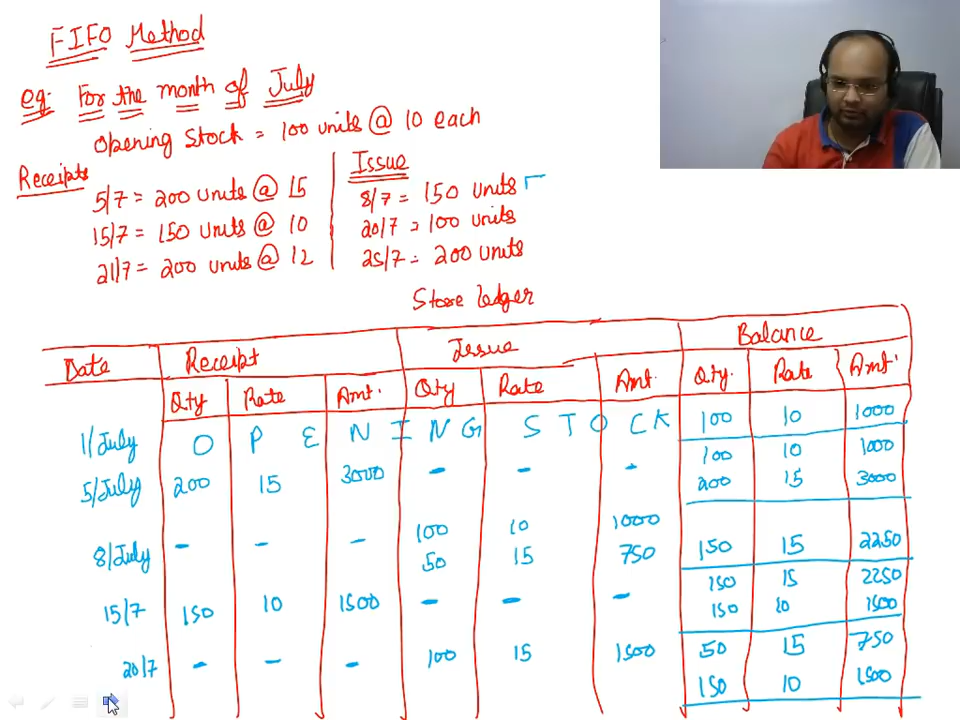 FIFO Method
eg: For the month of July
Opening Stock = 100 units @ 10 each
Receipts
5/7 = 200 units @ 15
15/7 = 150 units @ 10
21/7 = 200 units @ 12
Issue
8/7 = 150 units
20/7 = 100 units
25/7 = 200 units
Store ledger
Date Receipt Issue Balance
Qty Rate Amt. Qty Rate Amt. Qty. Rate Amt.
1/July OPENING STOCK 100 10 1000
100 10 1000
5/July 200 15 3000 - - - 200 15 3000
100 10 1000
8/July - - - 50 15 750 150 15 2250
150 15 2250
15/7 150 10 1500 - - - 150 10 1500
20/7 - - - 100 15 1500 50 15 750
150 10 1500